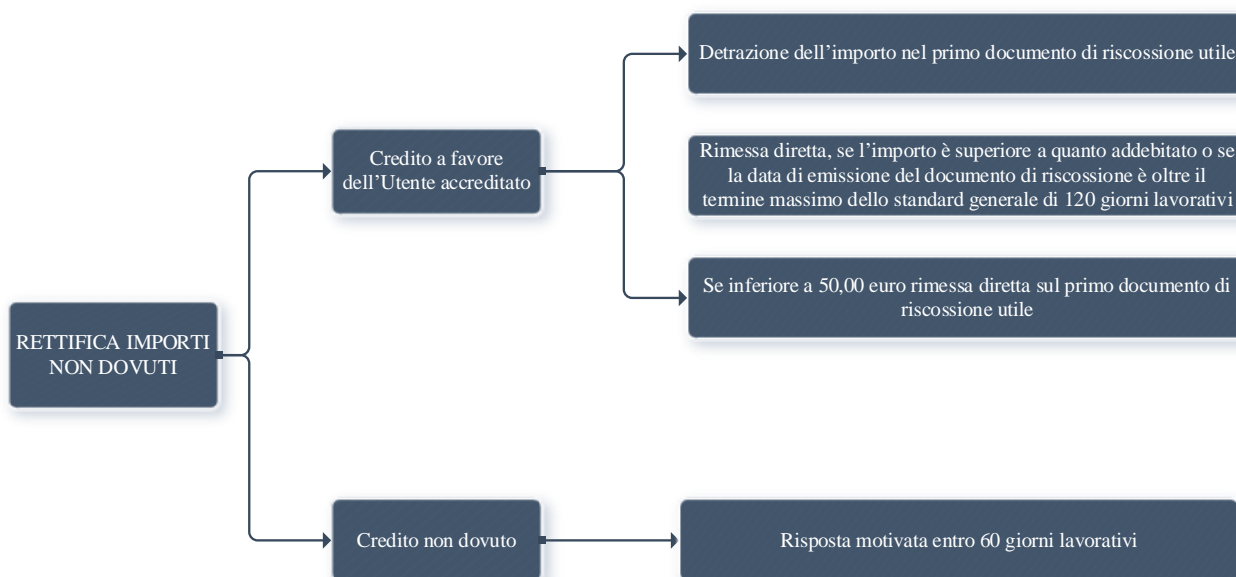 Detrazione dell’importo nel primo documento di riscossione utile
Credito a favore
dell’Utente accreditato
Rimessa diretta, se l’importo è superiore a quanto addebitato o se
la data di emissione del documento di riscossione è oltre il
termine massimo dello standard generale di 120 giorni lavorativi
Se inferiore a 50,00 euro rimessa diretta sul primo documento di
riscossione utile
RETTIFICA IMPORTI
NON DOVUTI
Credito non dovuto
Risposta motivata entro 60 giorni lavorativi